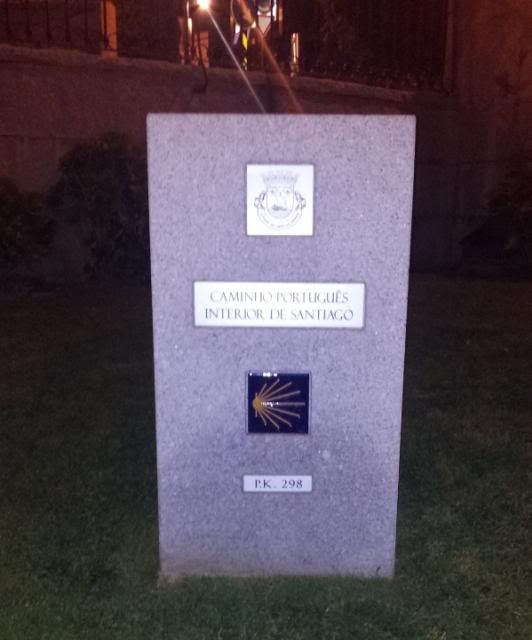 CAMINHO PORTUGUÊS
INTERIOR DE SANTIAGO
P.K. 298